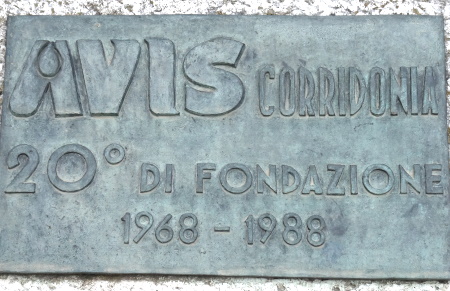 AVIS CORRIDONIA
20° DI FONDAZIONE
1968 - 1988